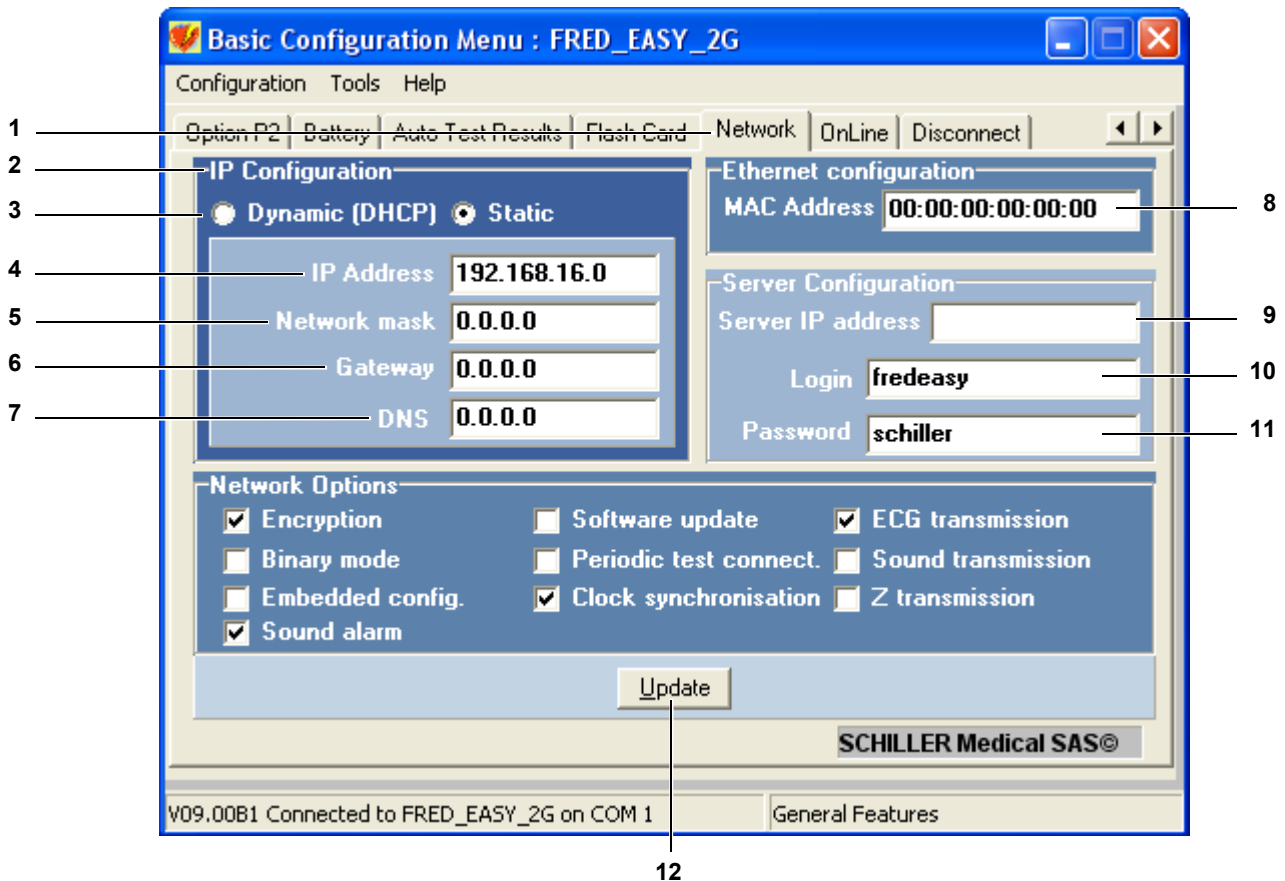 Basic Configuration Menu : FRED_EASY_2G
Configuration Tools Help
1
Option P2 Battery Auto Test Results Flash Card Network OnLine Disconnect
2
IP Configuration
3
Dynamic (DHCP) Static
4
IP Address 192.168.16.0
5
Network mask 0.0.0.0
6
Gateway 0.0.0.0
7
DNS 0.0.0.0
Ethernet configuration
MAC Address 00:00:00:00:00:00
8
Server Configuration
Server IP address
9
Login fredeasy
10
Password schiller
11
Network Options
Encryption Software update ECG transmission
Binary mode Periodic test connect. Sound transmission
Embedded config. Clock synchronisation Z transmission
Sound alarm
Update
SCHILLER Medical SAS©
V09.00B1 Connected to FRED_EASY_2G on COM 1 General Features
12